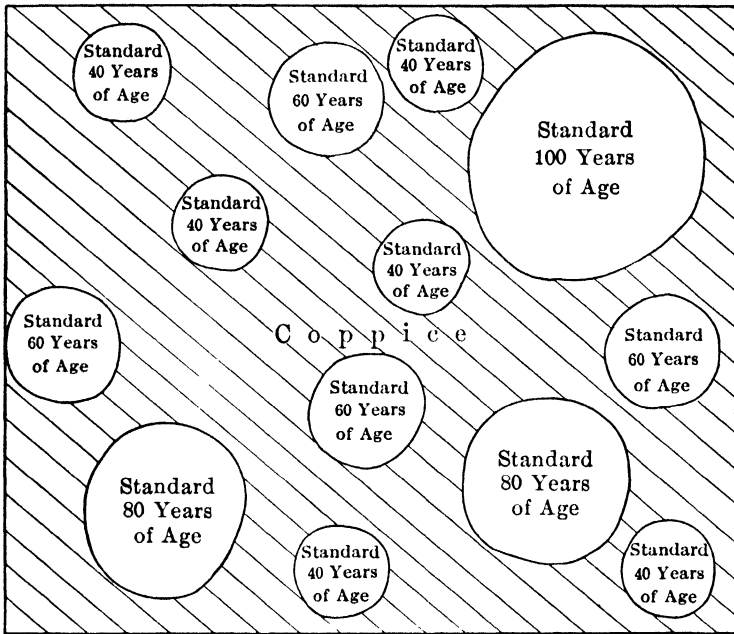 Standard
40 Years
of Age
Standard
60 Years
of Age
Standard
40 Years
of Age
Standard
100 Years
of Age
Standard
40 Years
of Age
Standard
40 Years
of Age
Standard
60 Years
of Age
Coppice
Standard
60 Years
of Age
Standard
60 Years
of Age
Standard
80 Years
of Age
Standard
80 Years
of Age
Standard
40 Years
of Age
Standard
40 Years
of Age